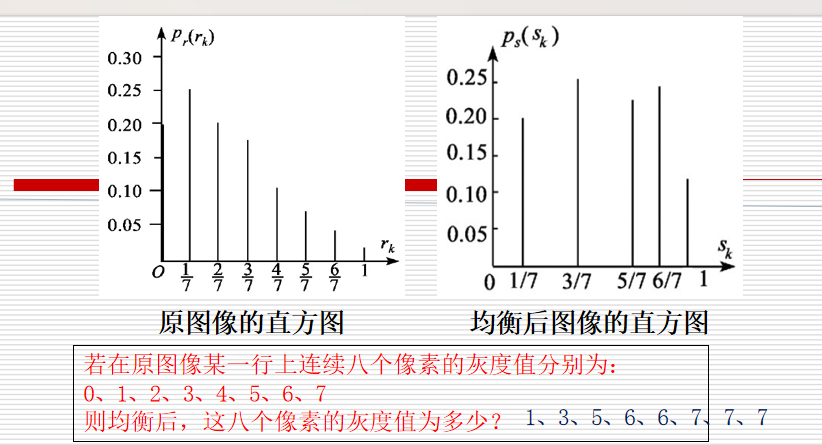 p_r(r_k)
0.30
0.25
0.20
0.15
0.10
0.05
O 1/7 2/7 3/7 4/7 5/7 6/7 1 r_k
原图像的直方图
p_s(s_k)
0.25
0.20
0.15
0.10
0.05
0 1/7 3/7 5/7 6/7 1 s_k
均衡后图像的直方图
若在原图像某一行上连续八个像素的灰度值分别为：
0、1、2、3、4、5、6、7
则均衡后，这八个像素的灰度值为多少？ 1、3、5、6、6、7、7、7